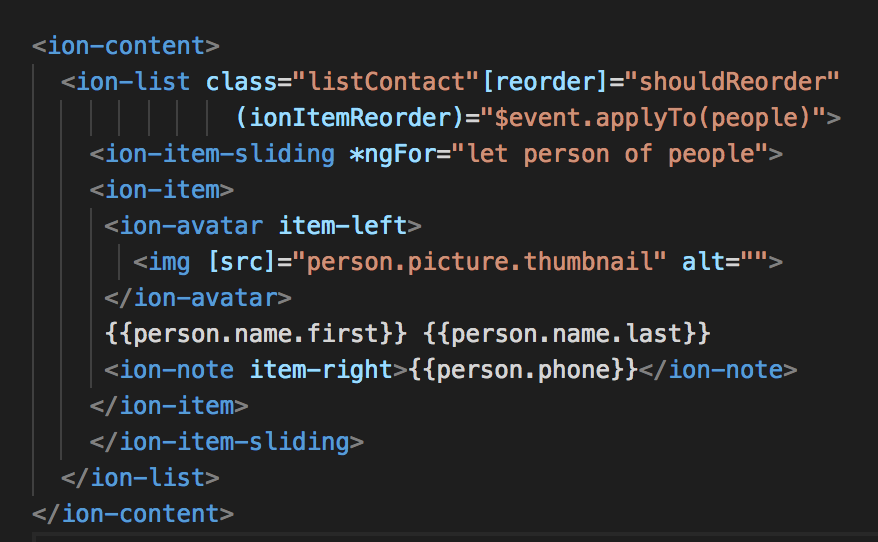 <ion-content>
<ion-list class="listContact"[reorder]="shouldReorder"
(ionItemReorder)="$event.applyTo(people)">
<ion-item-sliding *ngFor="let person of people">
<ion-item>
<ion-avatar item-left>
<img [src]="person.picture.thumbnail" alt="">
</ion-avatar>
{{person.name.first}} {{person.name.last}}
<ion-note item-right>{{person.phone}}</ion-note>
</ion-item>
</ion-item-sliding>
</ion-list>
</ion-content>